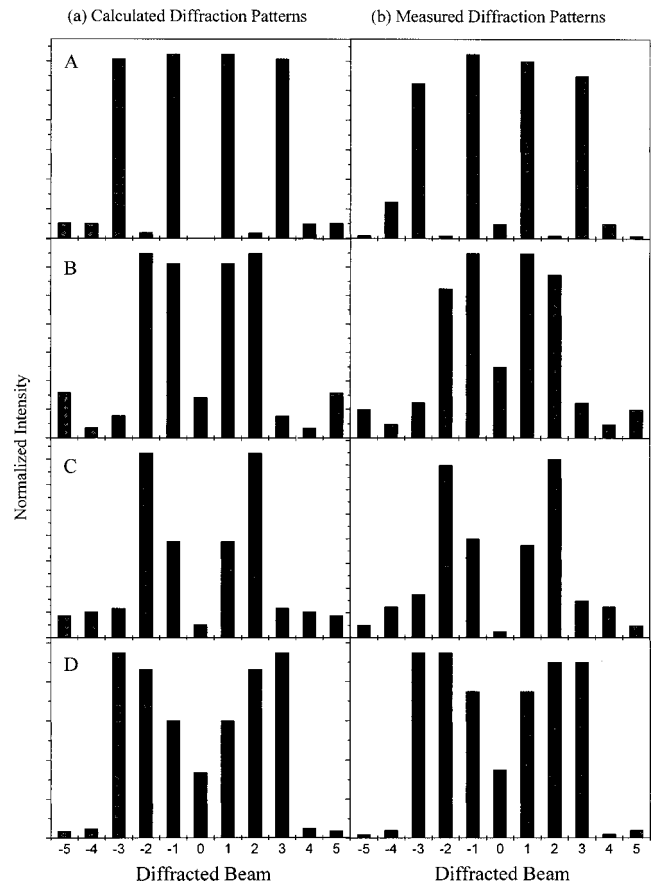 (a) Calculated Diffraction Patterns (b) Measured Diffraction Patterns
A
B
C
D
Normalized Intensity
-5 -4 -3 -2 -1 0 1 2 3 4 5 -5 -4 -3 -2 -1 0 1 2 3 4 5
Diffracted Beam Diffracted Beam